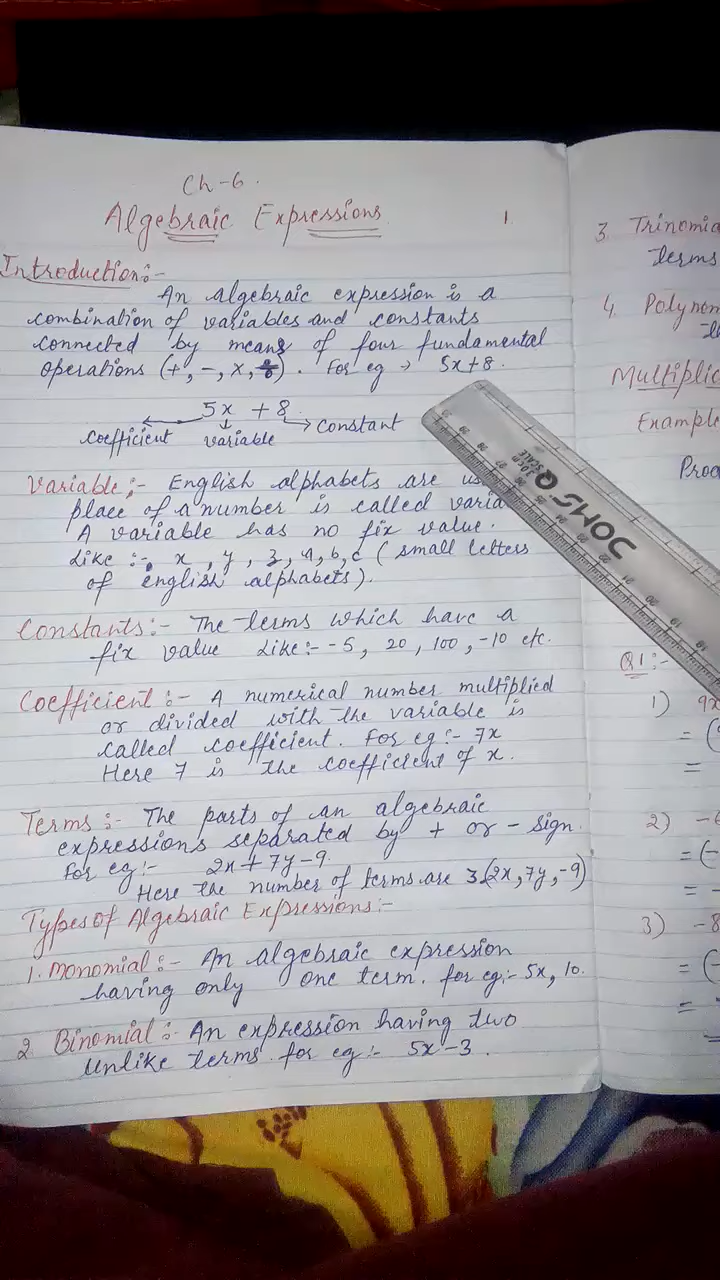 Ch-6.
Algebraic Expressions
1.
Introduction:-
An algebraic expression is a
combination of variables and constants
connected by means of four fundamental
operations (+, -, x, ÷). For eg → 5x+8.
5x + 8
coefficient variable Constant
Variable:- English alphabets are
place of a number is called
A variable has no fix value.
Like :- x, y, z, a, b, c (small letters
of english alphabets).
Constants:- The terms which have a
fix value Like:- -5, 20, 100, -10 etc.
Coefficient:- A numerical number multiplied
or divided with the variable is
called coefficient. For eg:- 7x
Here 7 is the coefficient of x.
Terms:- The parts of an algebraic
expressions separated by + or - sign.
For eg:- 2x+7y-9.
Here the number of terms are 3(2x, 7y, -9)
Types of Algebraic Expressions:-
1. Monomial:- An algebraic expression
having only one term. for eg:- 5x, 10.
2 Binomial:- An expression having two
unlike terms. for eg:- 5x-3.
3. 
terms
4.
Example
Q1:-
1) 9x
= (
=
2) -
= (-
= -
3) -8
= (-
= -
DOMS Q
30cm SCALE